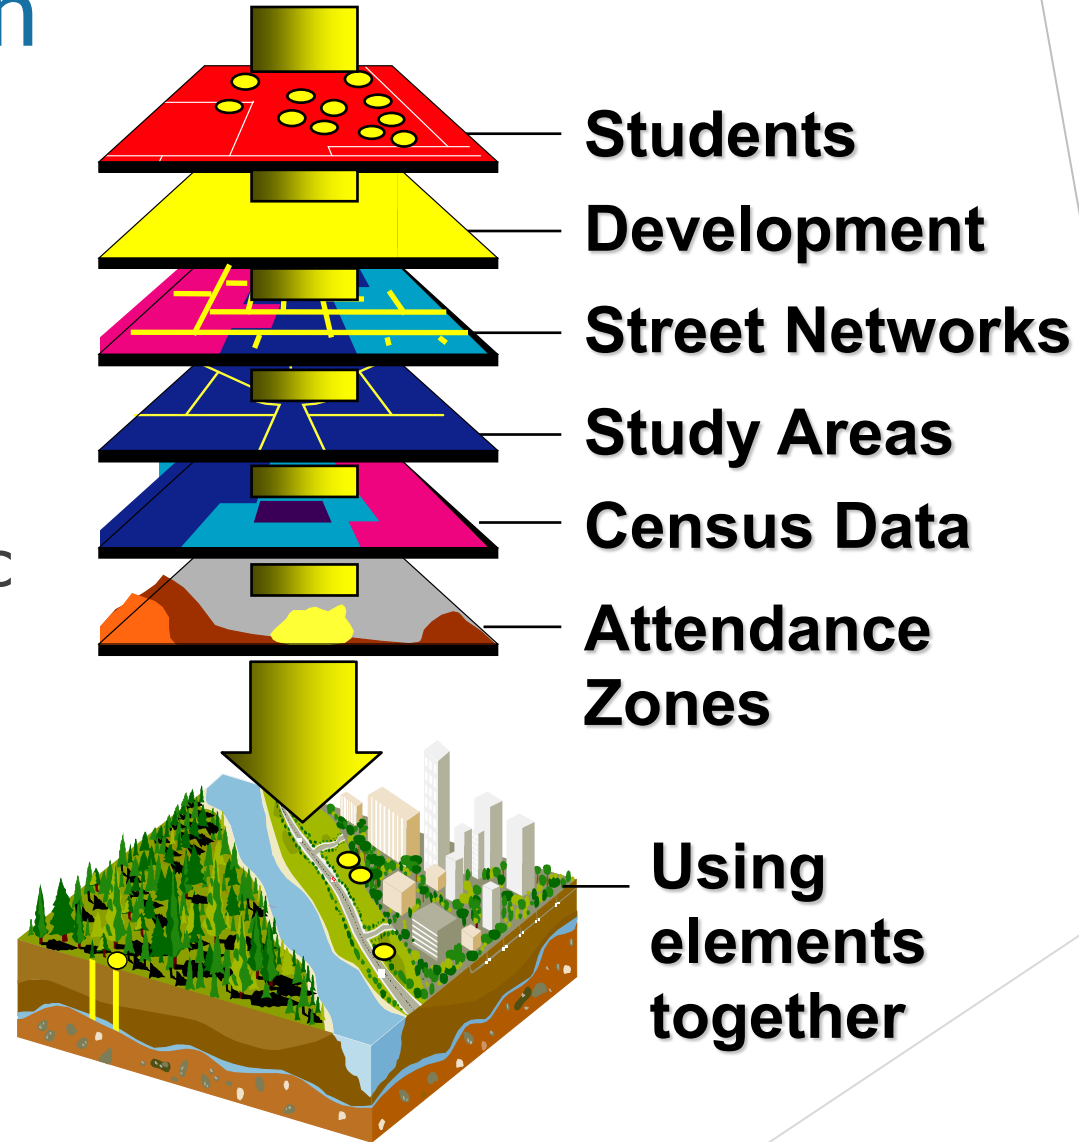 n
Students
Development
Street Networks
Study Areas
Census Data
c
Attendance
Zones
Using
elements
together